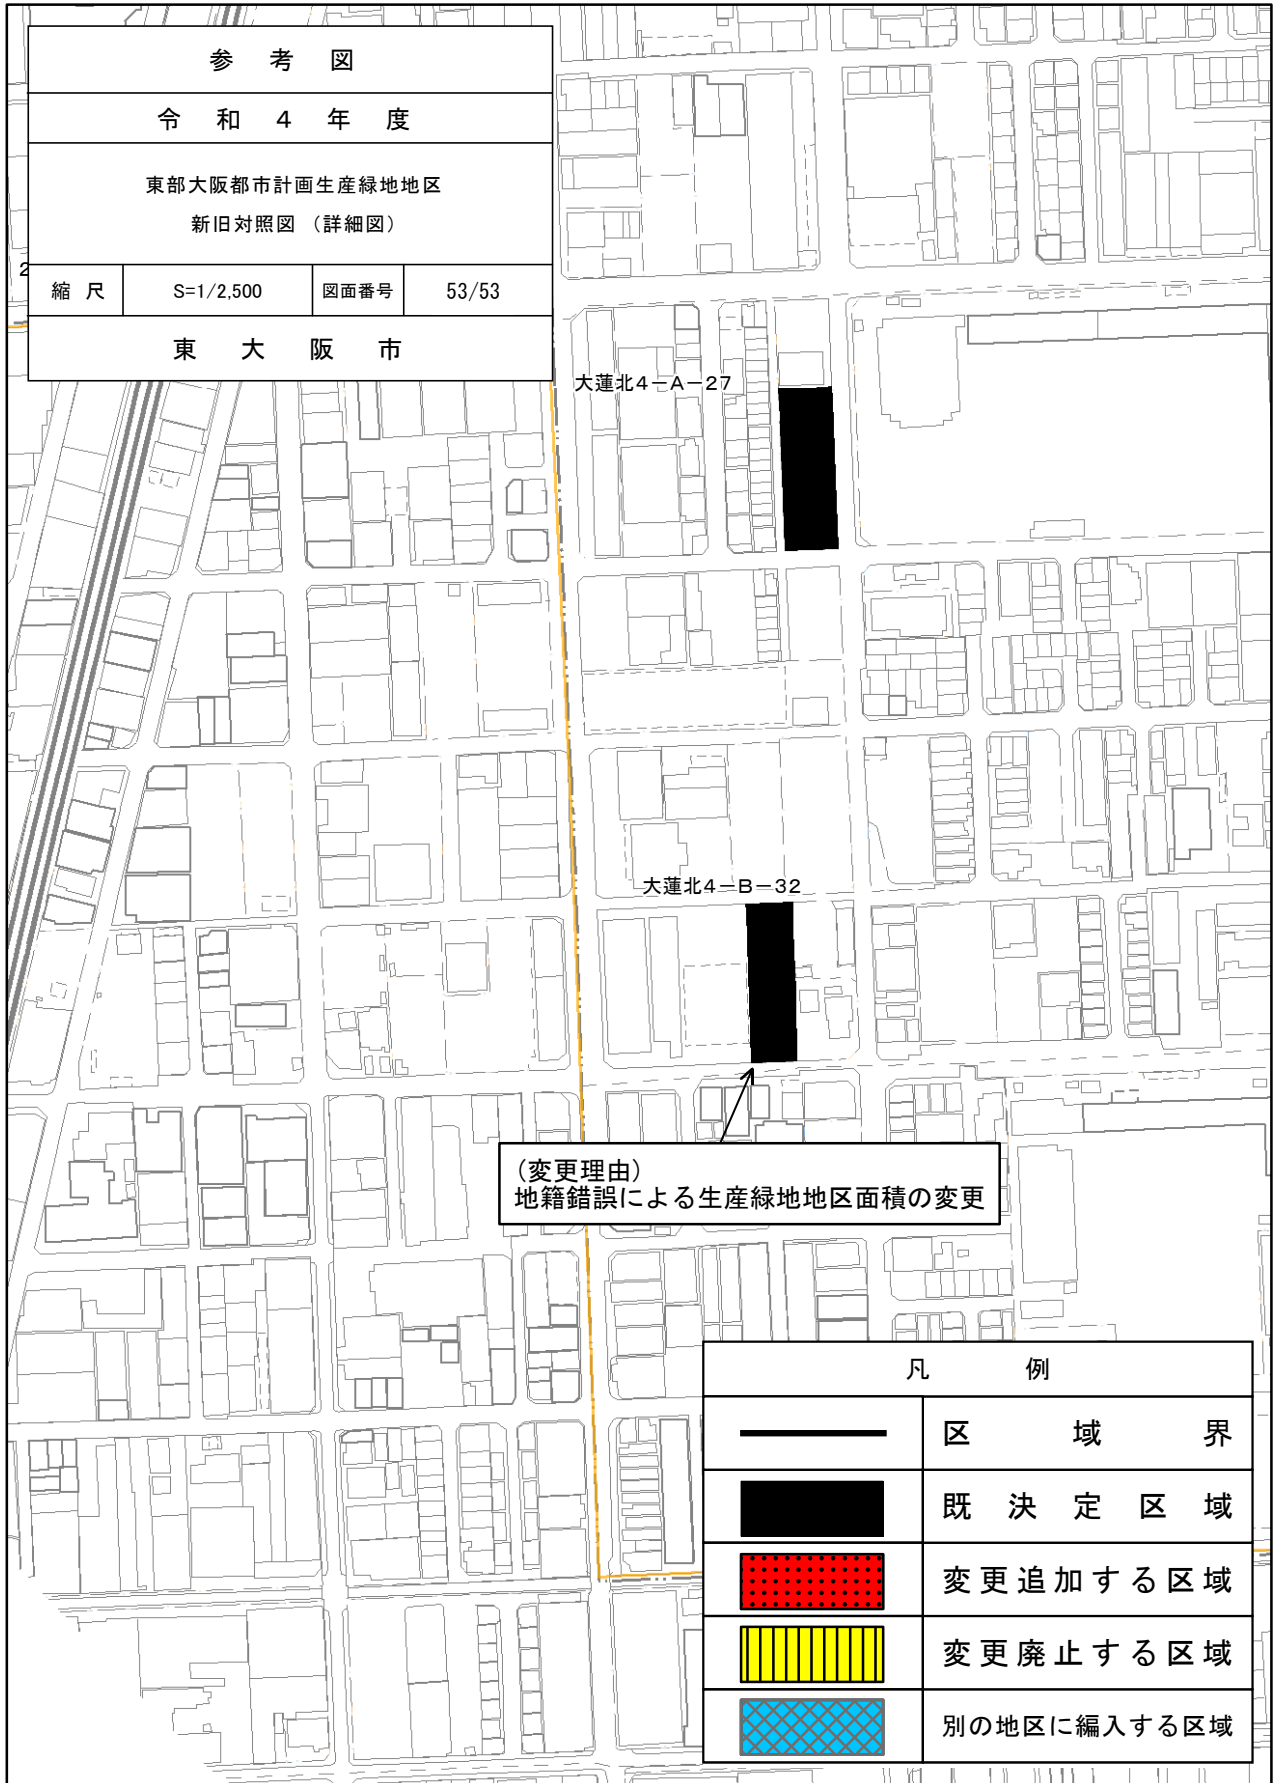 参考図
令和4年度
東部大阪都市計画生産緑地地区
新旧対照図 (詳細図)
縮尺 S=1/2,500 図面番号 53/53
東大阪市
2
大蓮北4－A－27
大蓮北4－B－32
(変更理由)
地籍錯誤による生産緑地地区面積の変更
凡例
区域界
既決定区域
変更追加する区域
変更廃止する区域
別の地区に編入する区域